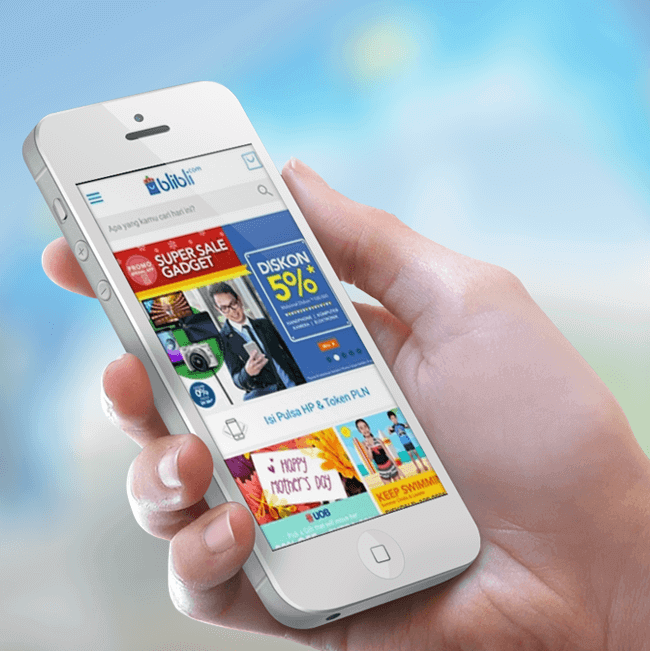 blibli.com
Apa yang kamu cari hari ini?
PROMO
SUPER SALE
GADGET
DISKON
5%*
HANDPHONE | KOMPUTER
KAMERA | ELEKTRONIK
0%
Isi Pulsa HP & Token PLN
Happy
Mother's Day
UOB
KEEP SWIMMI